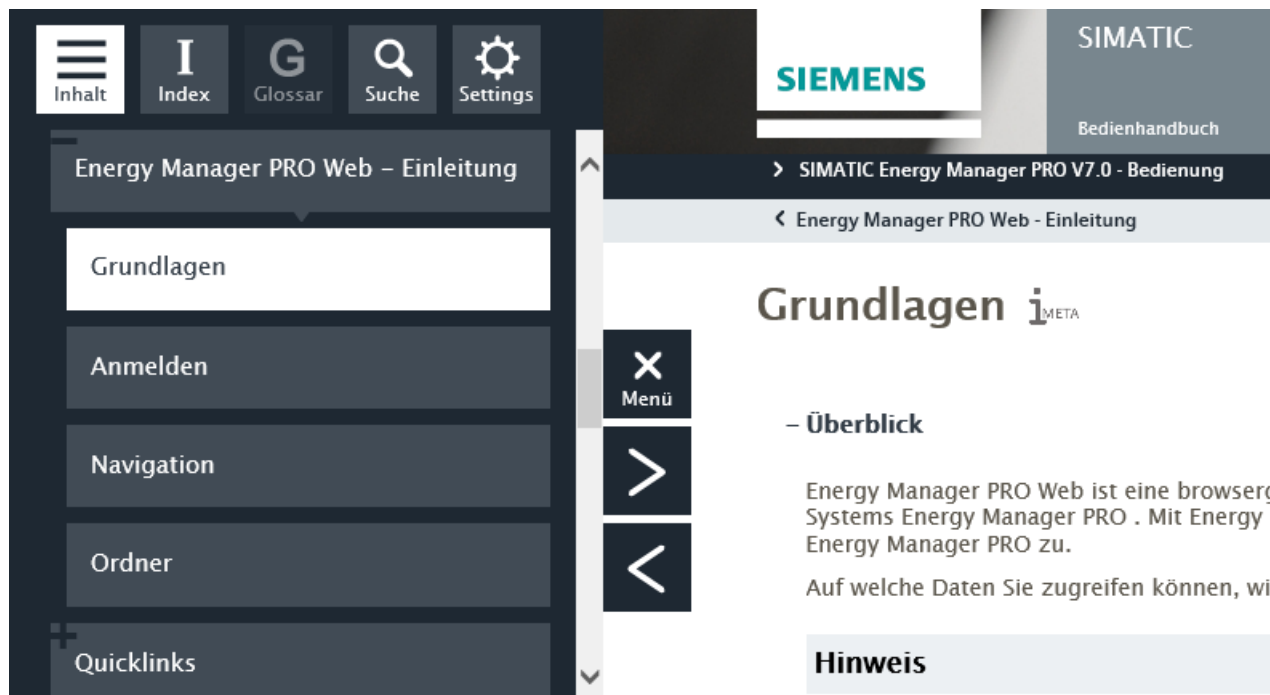 Inhalt
I
Index
G
Glossar
Suche
Settings
Energy Manager PRO Web – Einleitung
Grundlagen
Anmelden
Navigation
Ordner
Quicklinks
Menü
SIEMENS
SIMATIC
Bedienhandbuch
SIMATIC Energy Manager PRO V7.0 - Bedienung
Energy Manager PRO Web - Einleitung
Grundlagen i META
– Überblick
Energy Manager PRO Web ist eine
Systems Energy Manager PRO . Mit Energy
Energy Manager PRO zu.
Auf welche Daten Sie zugreifen können,
Hinweis